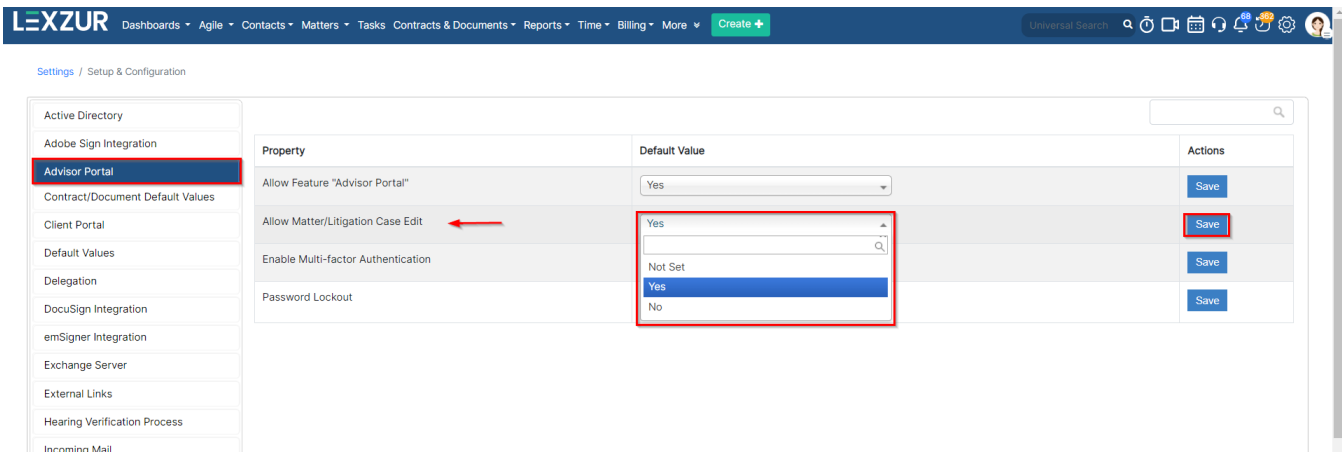 LEXZUR Dashboards Agile Contacts Matters Tasks Contracts & Documents Reports Time Billing More Create + Universal Search 68 362
Settings / Setup & Configuration
Active Directory
Adobe Sign Integration
Advisor Portal
Contract/Document Default Values
Client Portal
Default Values
Delegation
DocuSign Integration
emSigner Integration
Exchange Server
External Links
Hearing Verification Process
Incoming Mail
Property Default Value Actions
Allow Feature "Advisor Portal" Yes Save
Allow Matter/Litigation Case Edit Yes Save
Not Set
Yes
No
Enable Multi-factor Authentication Save
Password Lockout Save